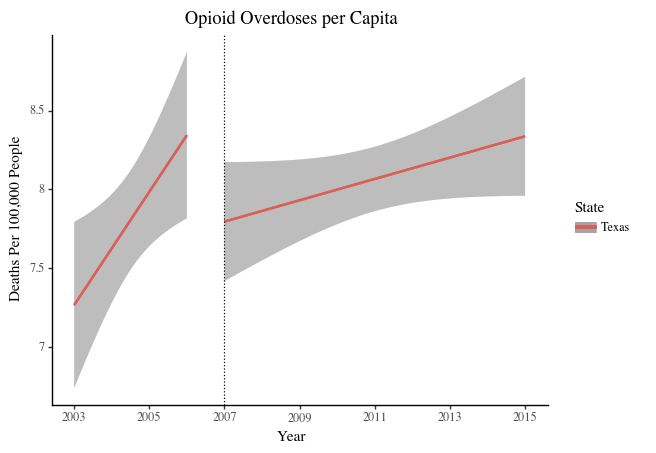 Opioid Overdoses per Capita
Deaths Per 100,000 People
8.5
8
7.5
7
2003 2005 2007 2009 2011 2013 2015
Year
State
Texas